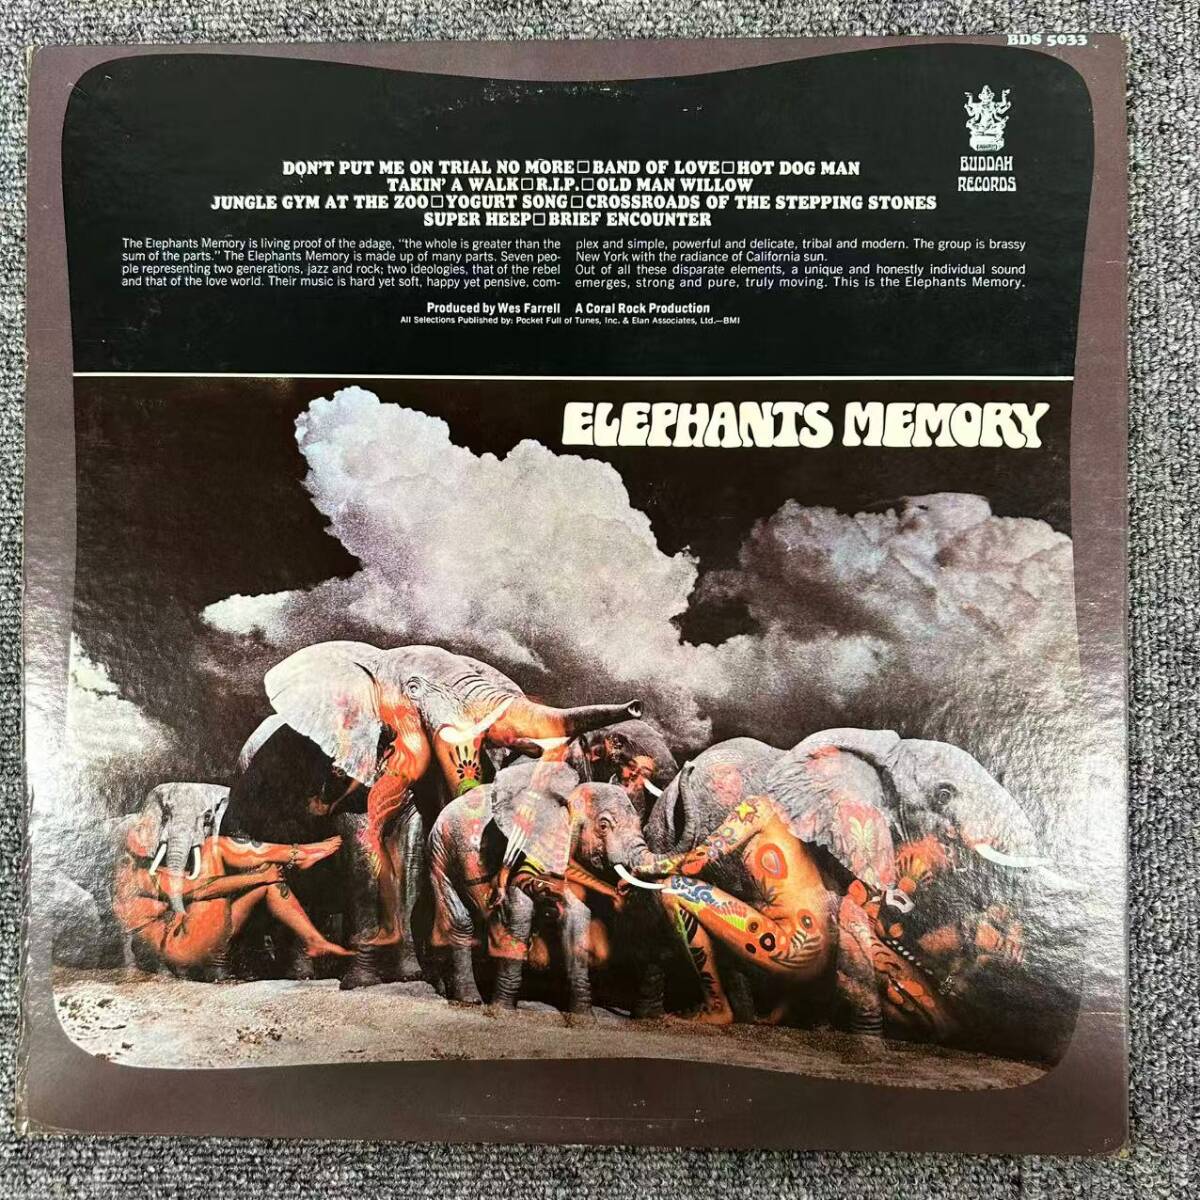 BDS 5033
BUDDAH
RECORDS
DON'T PUT ME ON TRIAL NO MORE□BAND OF LOVE□HOT DOG MAN
TAKIN' A WALK□R.I.P.□OLD MAN WILLOW
JUNGLE GYM AT THE ZOO□YOGURT SONG□CROSSROADS OF THE STEPPING STONES
SUPER HEEP□BRIEF ENCOUNTER
The Elephants Memory is living proof of the adage, "the whole is greater than the
sum of the parts." The Elephants Memory is made up of many parts. Seven peo-
ple representing two generations, jazz and rock; two ideologies, that of the rebel
and that of the love world. Their music is hard yet soft, happy yet pensive, com-
plex and simple, powerful and delicate, tribal and modern. The group is brassy
New York with the radiance of California sun.
Out of all these disparate elements, a unique and honestly individual sound
emerges, strong and pure, truly moving. This is the Elephants Memory.
Produced by Wes Farrell A Coral Rock Production
All Selections Published by: Pocket Full of Tunes, Inc. & Elan Associates, Ltd.—BMI
ELEPHANTS MEMORY